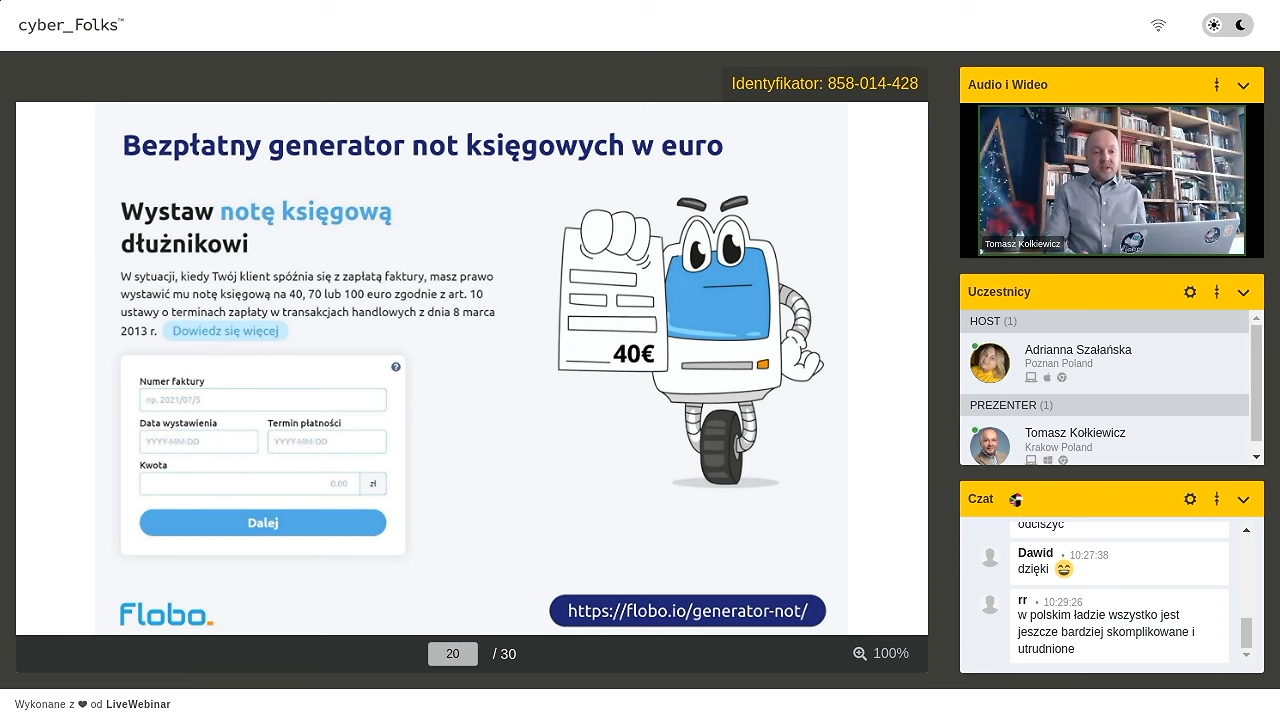 cyber_Folks™
Identyfikator: 858-014-428
Bezpłatny generator not księgowych w euro
Wystaw notę księgową
dłużnikowi
W sytuacji, kiedy Twój klient spóźnia się z zapłatą faktury, masz prawo
wystawić mu notę księgową na 40, 70 lub 100 euro zgodnie z art. 10
ustawy o terminach zapłaty w transakcjach handlowych z dnia 8 marca
2013 r. Dowiedz się więcej
?
Numer faktury
np. 2021/07/5
Data wystawienia Termin płatności
YYYY-MM-DD YYYY-MM-DD
Kwota
0.00 zł
Dalej
40€
Flobo.
https://flobo.io/generator-not/
20 / 30
100%
Audio i Wideo
Tomasz Kołkiewicz
Uczestnicy
HOST (1)
Adrianna Szałańska
Poznan Poland
PREZENTER (1)
Tomasz Kołkiewicz
Krakow Poland
Czat
odciszyć
Dawid • 10:27:38
dzięki 😄
rr • 10:29:26
w polskim ładzie wszystko jest
jeszcze bardziej skomplikowane i
utrudnione
Wykonane z ❤ od LiveWebinar